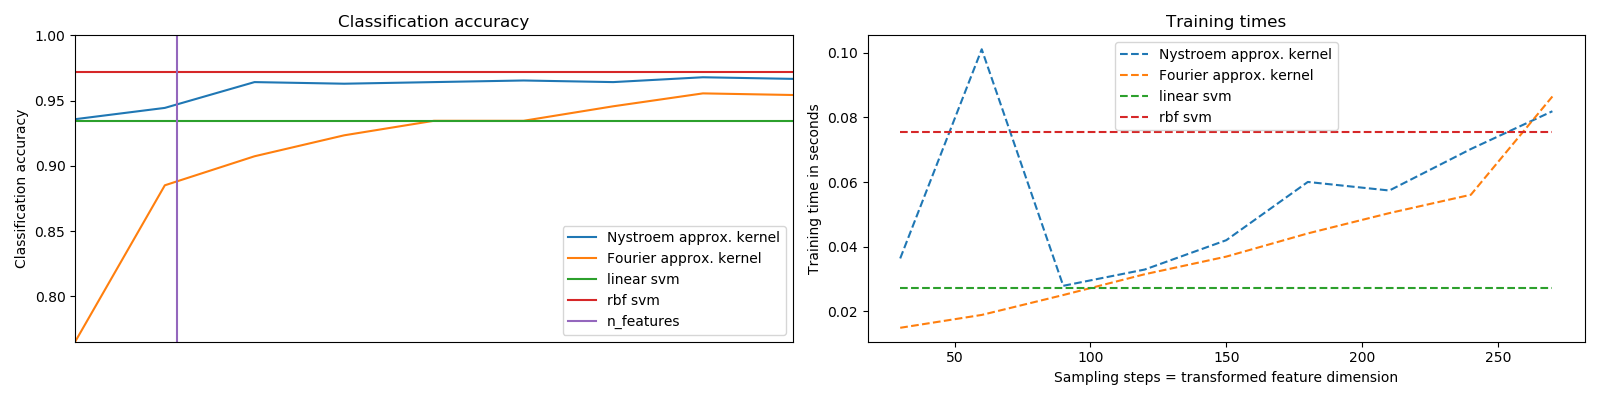 Classification accuracy
Classification accuracy
1.00
0.95
0.90
0.85
0.80
Nystroem approx. kernel
Fourier approx. kernel
linear svm
rbf svm
n_features
Training times
Training time in seconds
0.10
0.08
0.06
0.04
0.02
Nystroem approx. kernel
Fourier approx. kernel
linear svm
rbf svm
50 100 150 200 250
Sampling steps = transformed feature dimension